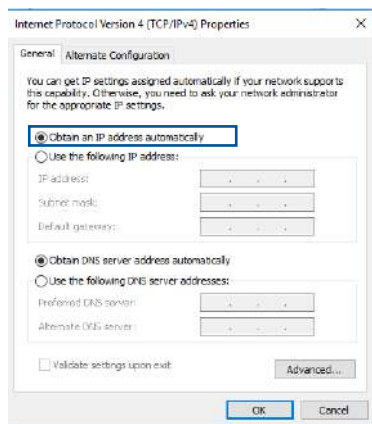 Internet Protocol Version 4 (TCP/IPv4) Properties
General
Alternate Configuration
You can get IP settings assigned automatically if your network supports
this capability. Otherwise, you need to ask your network administrator
for the appropriate IP settings.
Obtain an IP address automatically
Use the following IP address:
IP address:
Subnet mask:
Default gateway:
Obtain DNS server address automatically
Use the following DNS server addresses:
Preferred DNS server:
Alternate DNS server:
Validate settings upon exit
Advanced...
OK
Cancel